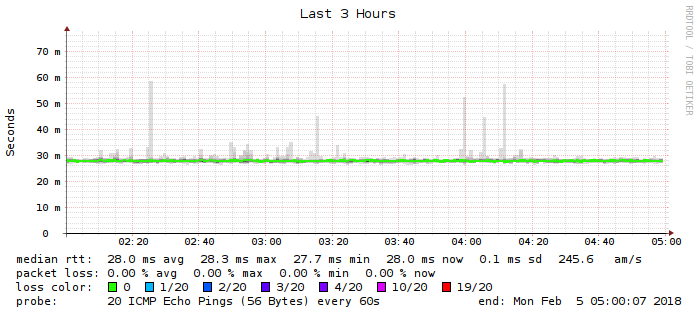 Last 3 Hours
RRDTOOL / TOBI OETIKER
Seconds
70 m
60 m
50 m
40 m
30 m
20 m
10 m
0
02:20 02:40 03:00 03:20 03:40 04:00 04:20 04:40 05:00
median rtt: 28.0 ms avg 28.3 ms max 27.7 ms min 28.0 ms now 0.1 ms sd 245.6 am/s
packet loss: 0.00 % avg 0.00 % max 0.00 % min 0.00 % now
loss color: 0 1/20 2/20 3/20 4/20 10/20 19/20
probe: 20 ICMP Echo Pings (56 Bytes) every 60s end: Mon Feb 5 05:00:07 2018